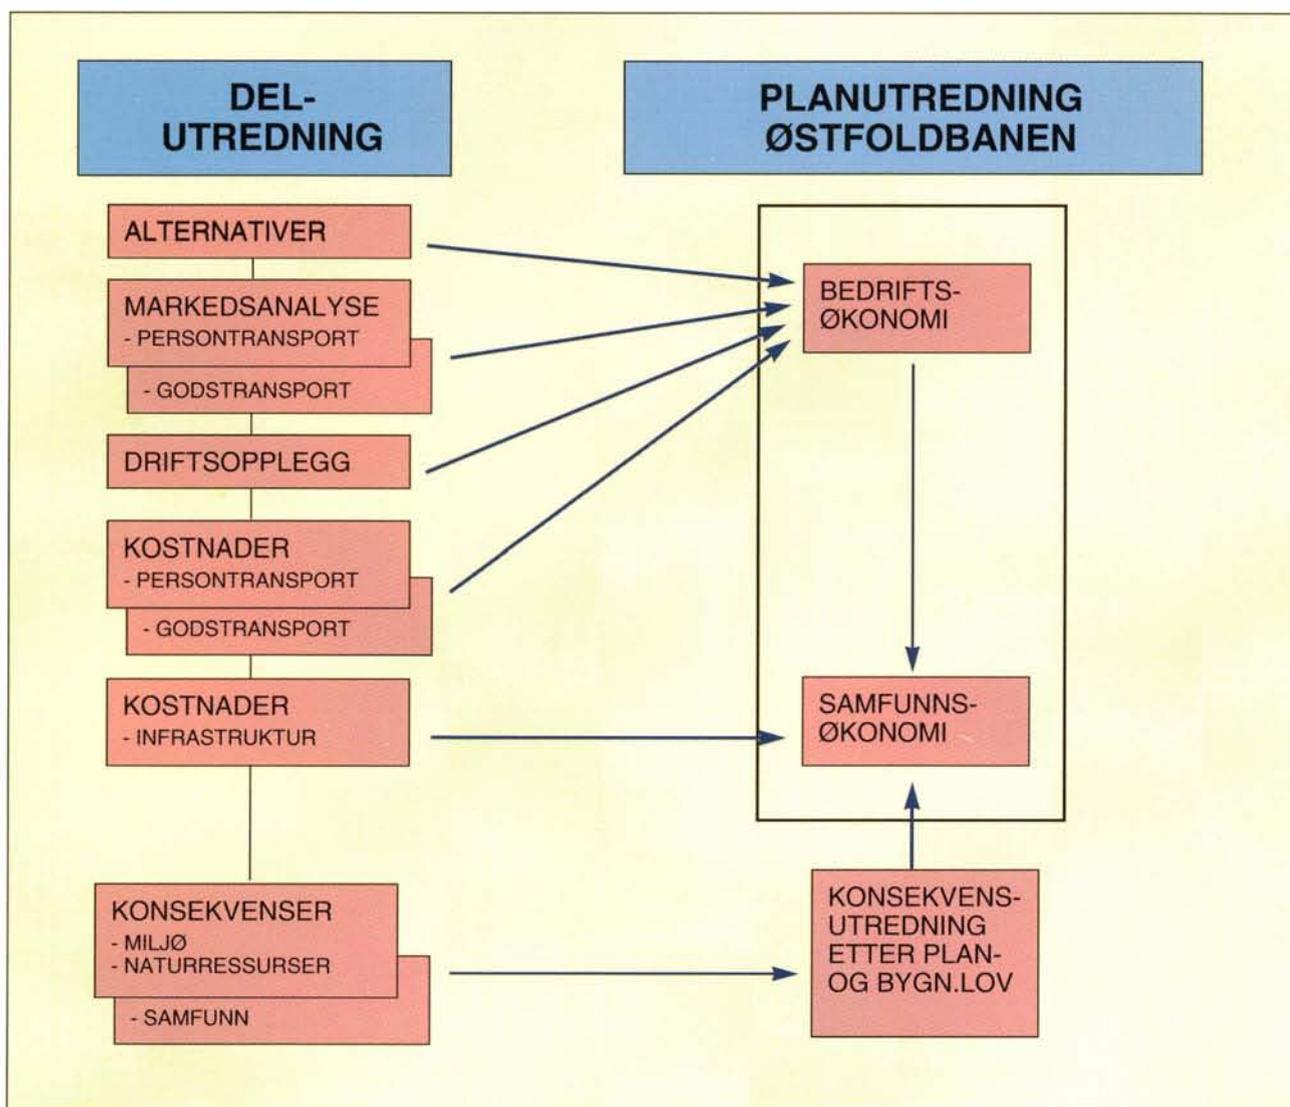 DEL-
UTREDNING
PLANUTREDNING
ØSTFOLDBANEN
ALTERNATIVER
MARKEDSANALYSE
- PERSONTRANSPORT
- GODSTRANSPORT
DRIFTSOPPLEGG
KOSTNADER
- PERSONTRANSPORT
- GODSTRANSPORT
KOSTNADER
- INFRASTRUKTUR
KONSEKVENSER
- MILJØ
- NATURRESSURSER
- SAMFUNN
BEDRIFTS-
ØKONOMI
SAMFUNNS-
ØKONOMI
KONSEKVENS-
UTREDNING
ETTER PLAN-
OG BYGN.LOV